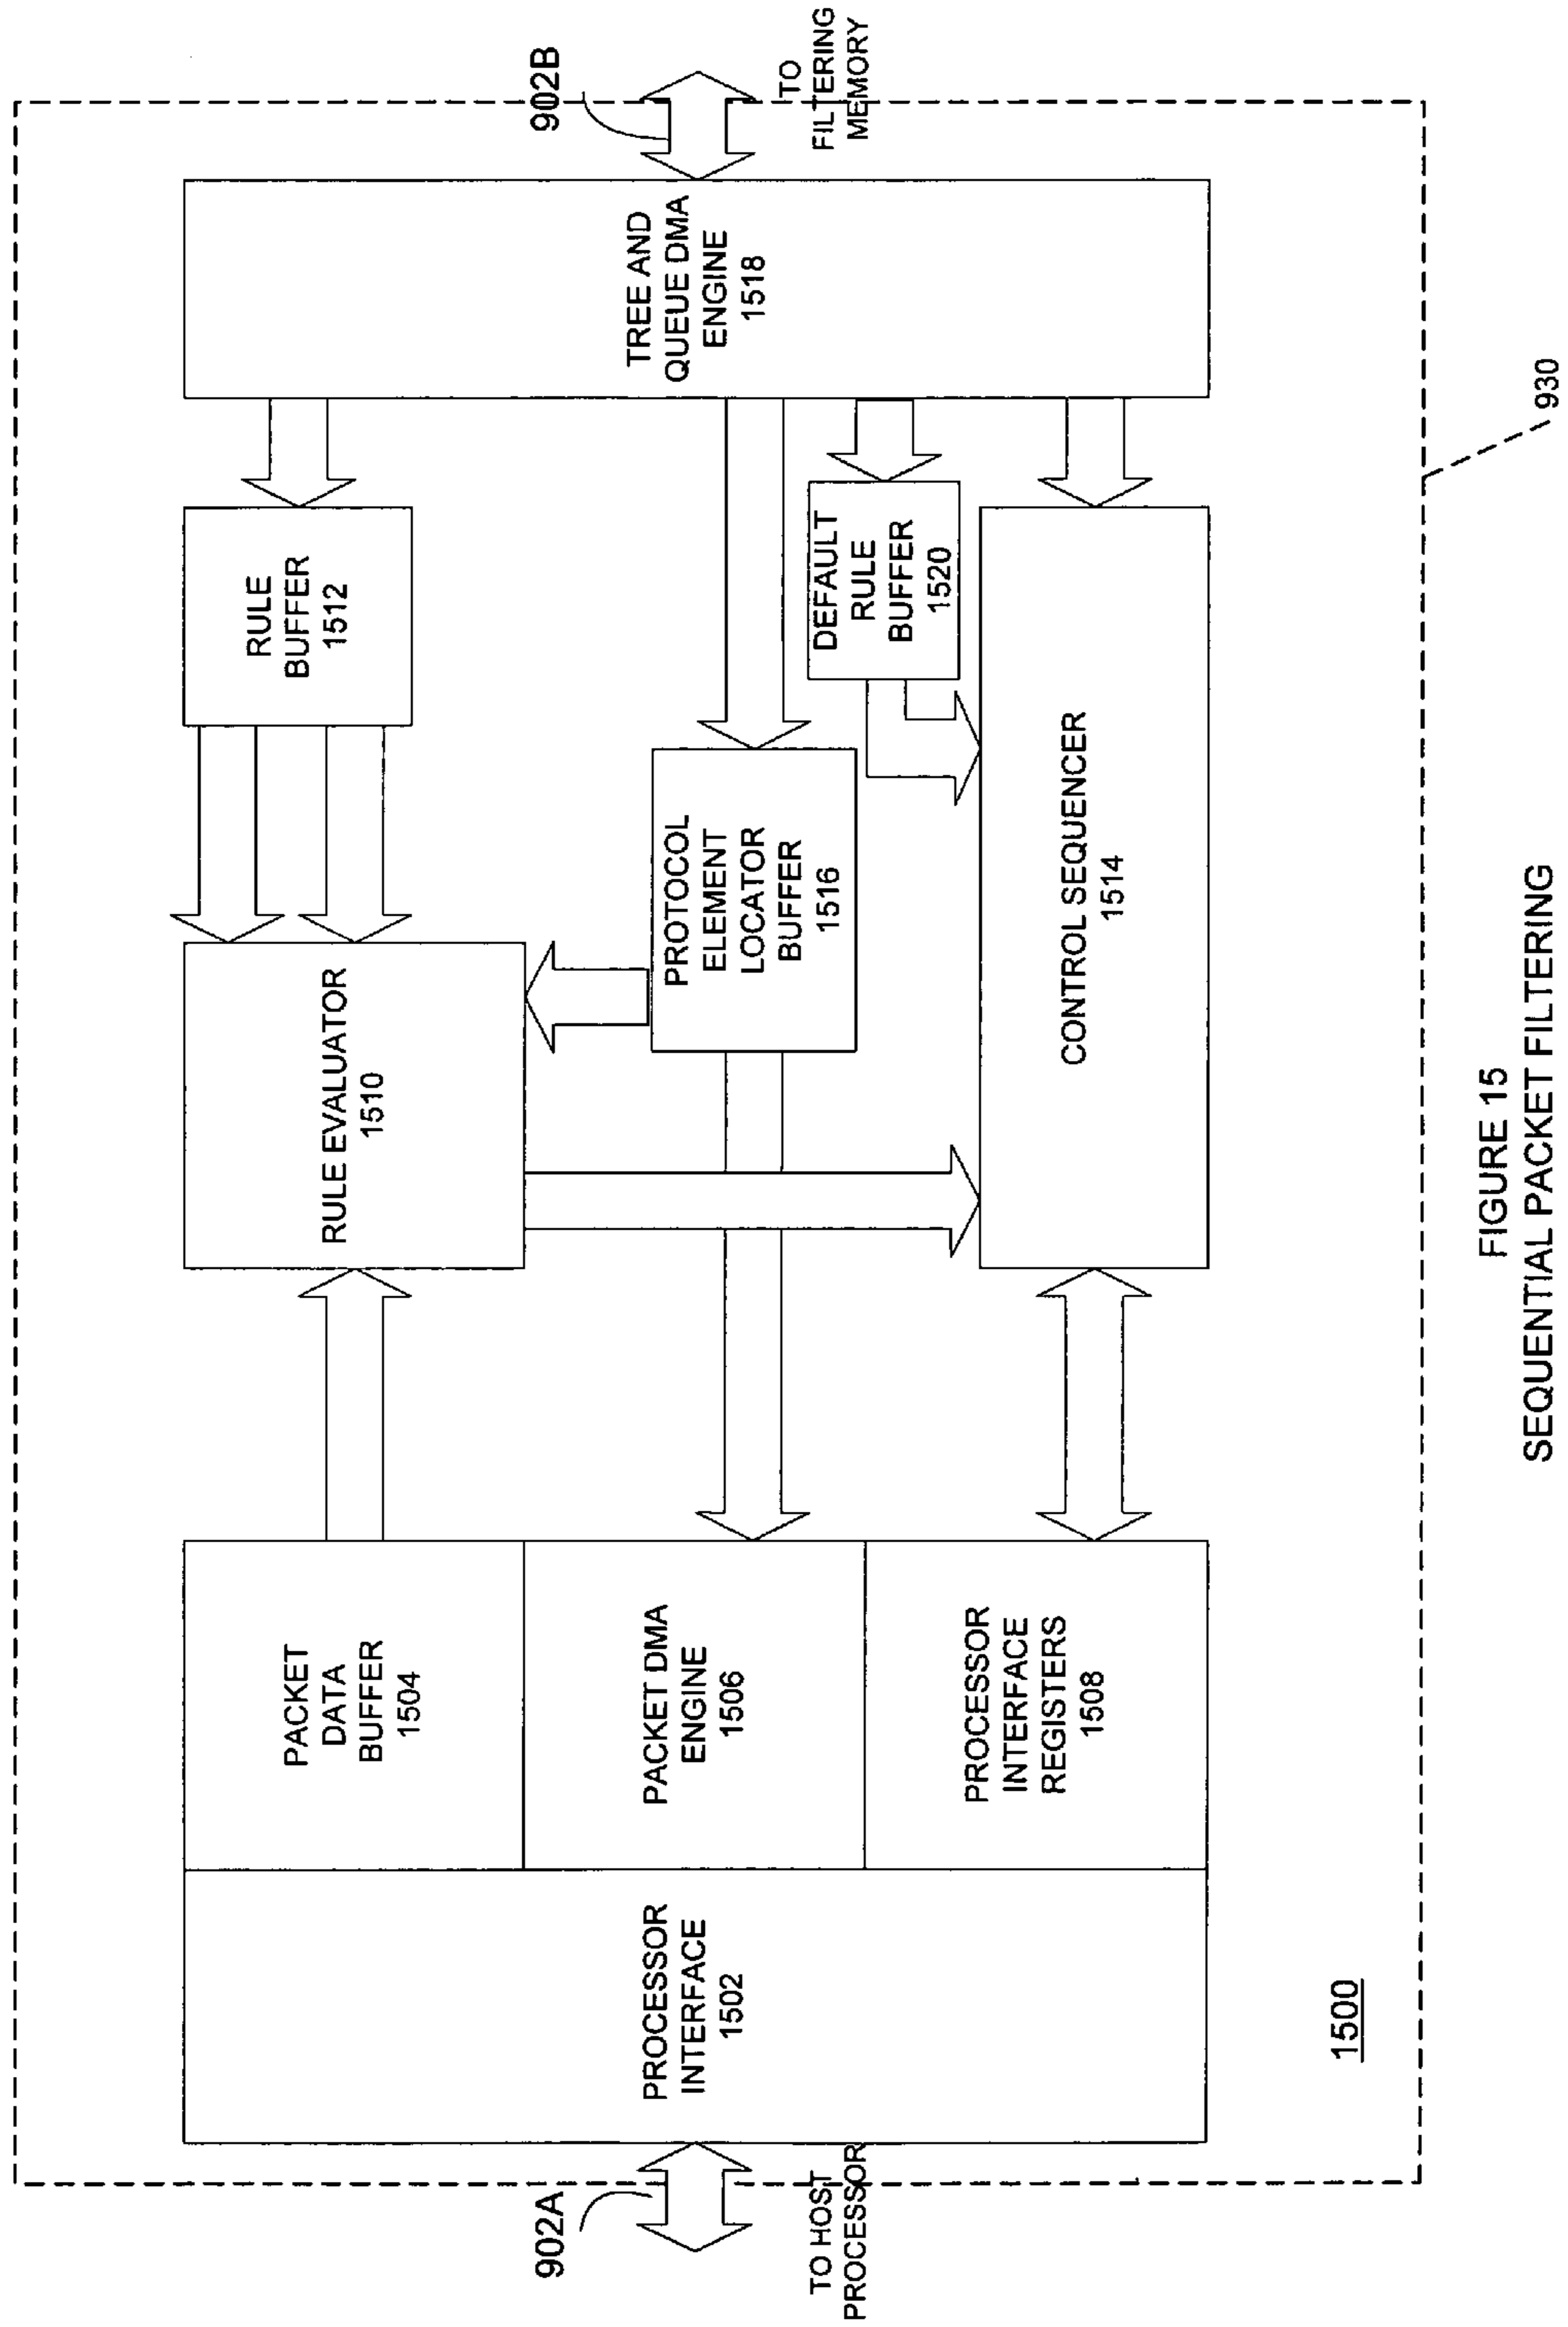 902A
TO HOST
PROCESSOR
PROCESSOR
INTERFACE
1502
PACKET
DATA
BUFFER
1504
PACKET DMA
ENGINE
1506
PROCESSOR
INTERFACE
REGISTERS
1508
RULE EVALUATOR
1510
RULE
BUFFER
1512
PROTOCOL
ELEMENT
LOCATOR
BUFFER
1516
DEFAULT
RULE
BUFFER
1520
CONTROL SEQUENCER
1514
TREE AND
QUEUE DMA
ENGINE
1518
902B
TO
FILTERING
MEMORY
1500
930
FIGURE 15
SEQUENTIAL PACKET FILTERING